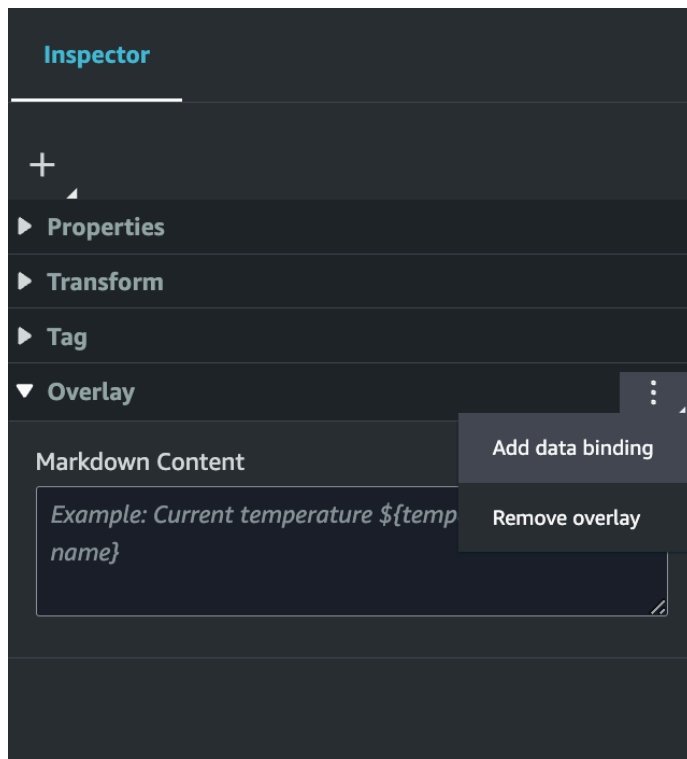 Inspector
Properties
Transform
Tag
Overlay
Add data binding
Markdown Content
Example: Current temperature ${temp
name}
Remove overlay